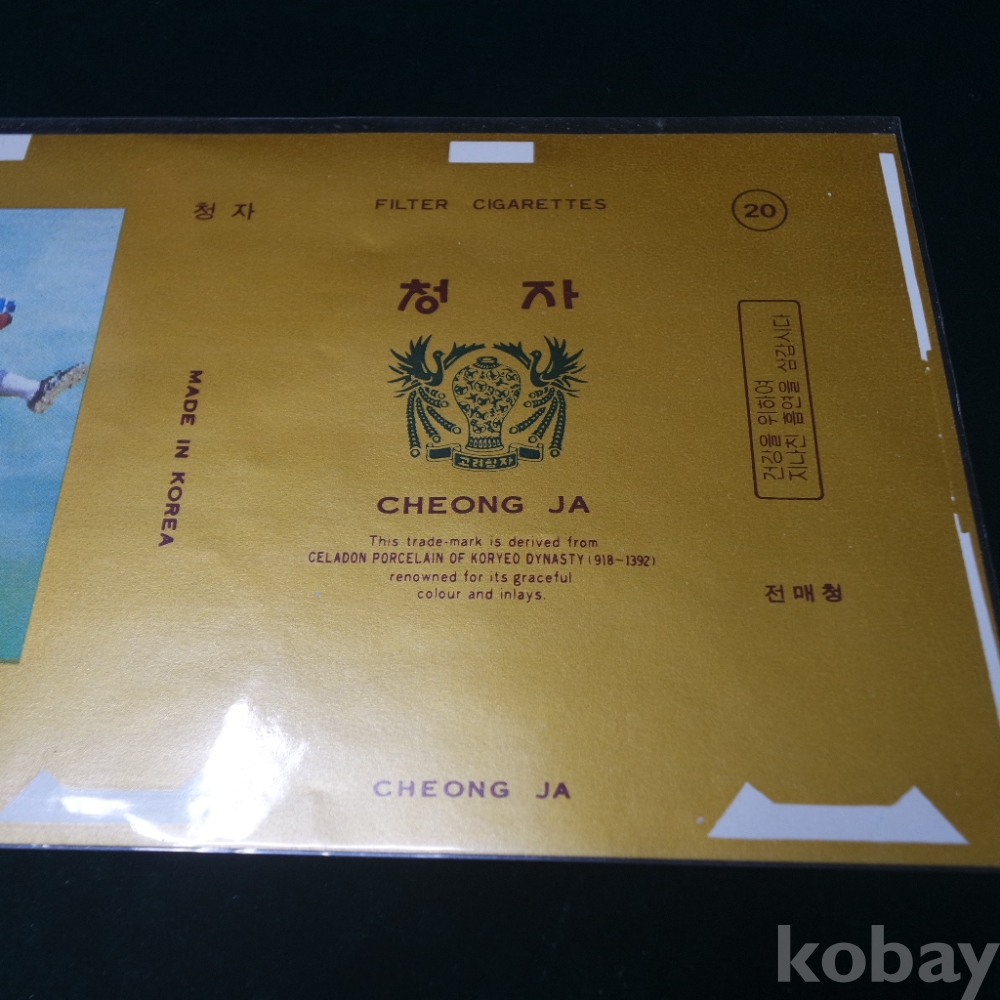 청 자
FILTER CIGARETTES
20
청 자
고려청자
CHEONG JA
This trade-mark is derived from
CELADON PORCELAIN OF KORYEO DYNASTY (918~1392)
renowned for its graceful
colour and inlays.
MADE IN KOREA
건강을 위하여
지나친 흡연을 삼갑시다
전매청
CHEONG JA
kobay